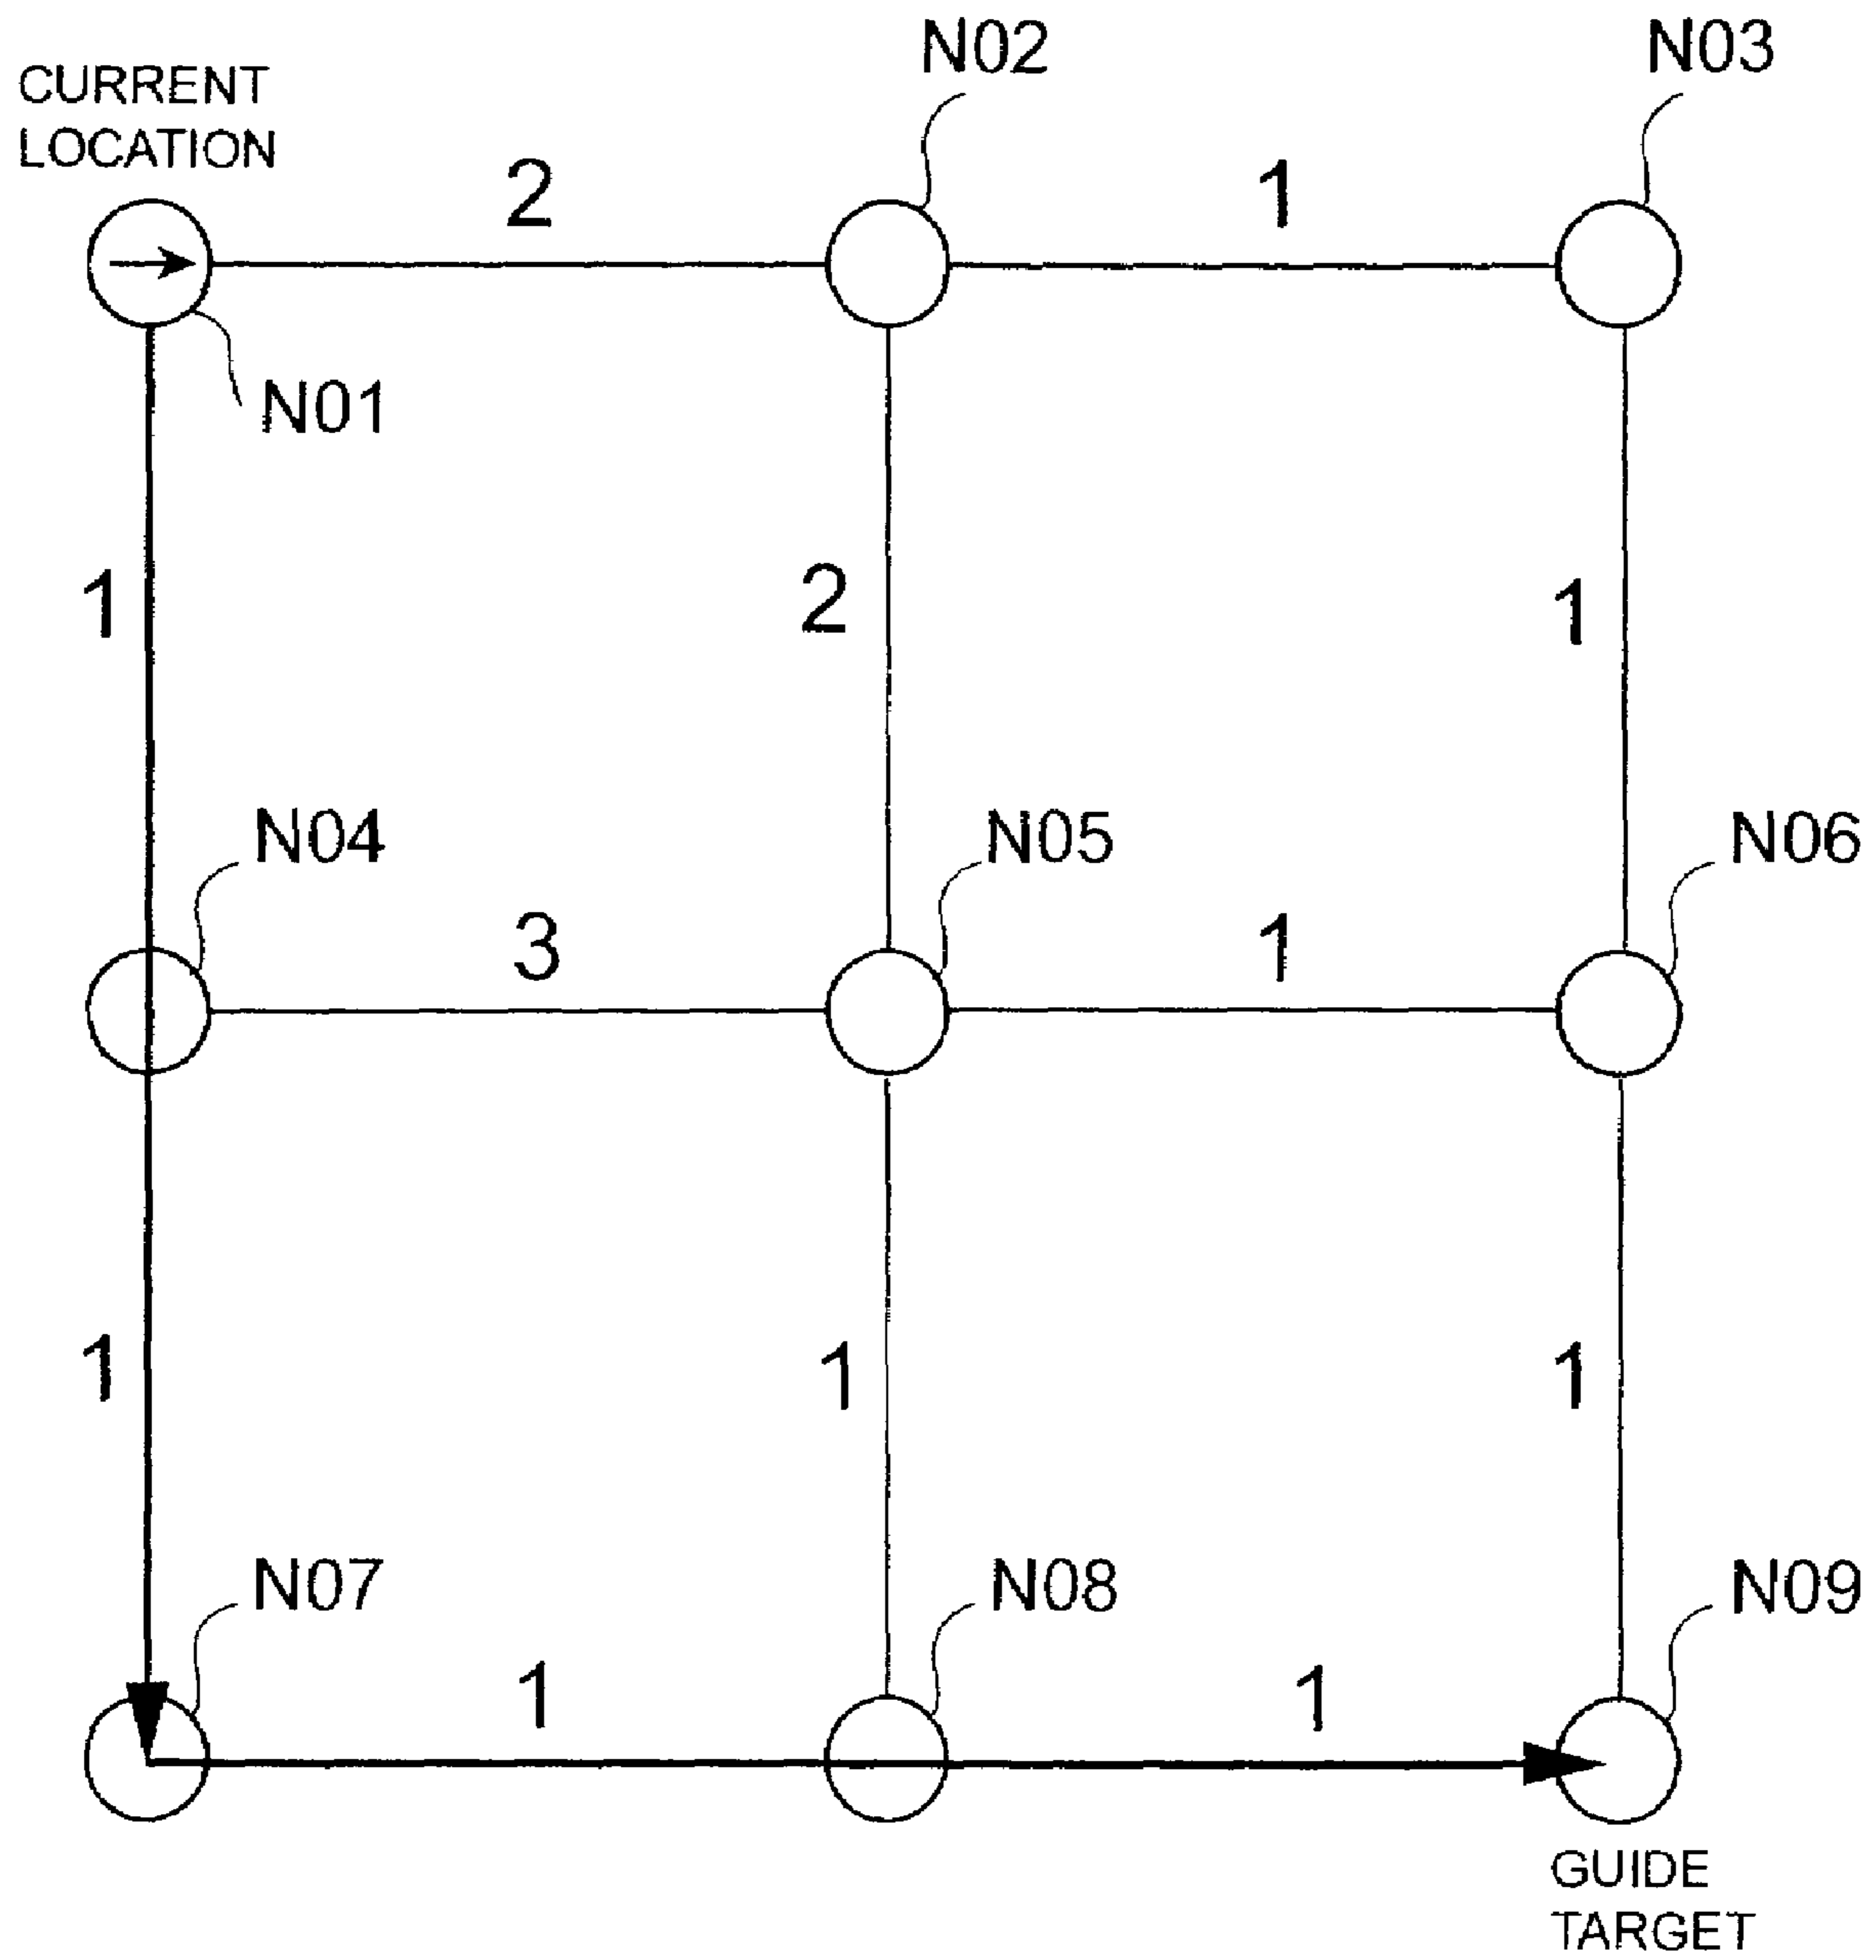 N02
N03
CURRENT
LOCATION
2
1
N01
1
2
1
N04
N05
N06
3
1
1
1
1
N07
N08
N09
1
1
GUIDE
TARGET